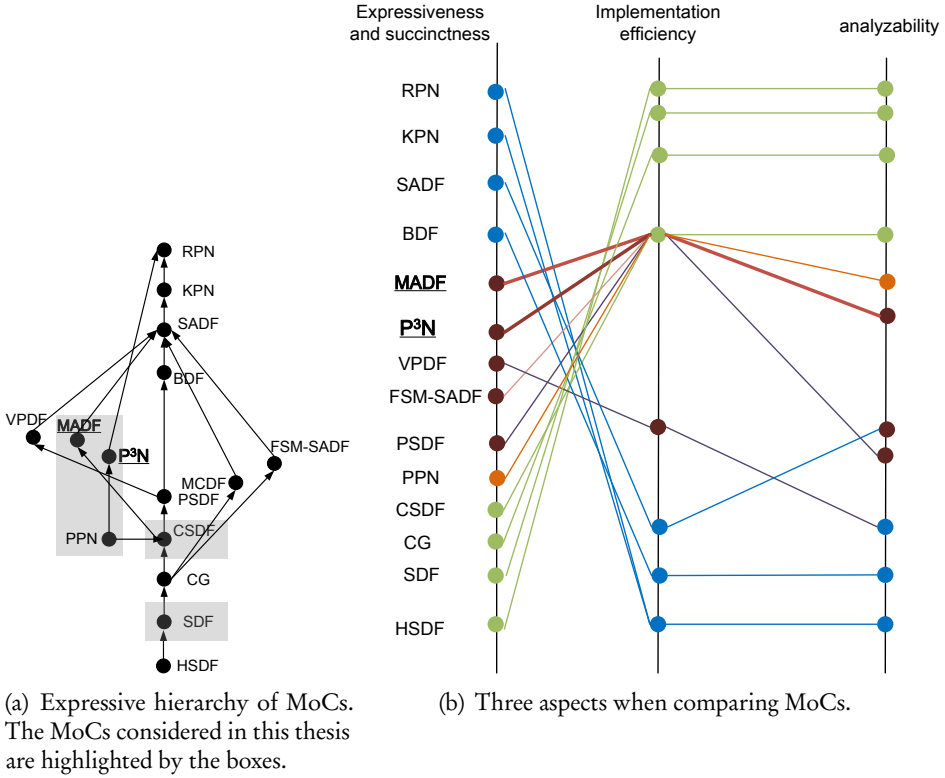 RPN
KPN
SADF
BDF
VPDF
MADF
P³N
FSM-SADF
MCDF
PSDF
PPN
CSDF
CG
SDF
HSDF
(a) Expressive hierarchy of MoCs.
The MoCs considered in this thesis
are highlighted by the boxes.
Expressiveness
and succinctness
Implementation
efficiency
analyzability
RPN
KPN
SADF
BDF
MADF
P³N
VPDF
FSM-SADF
PSDF
PPN
CSDF
CG
SDF
HSDF
(b) Three aspects when comparing MoCs.